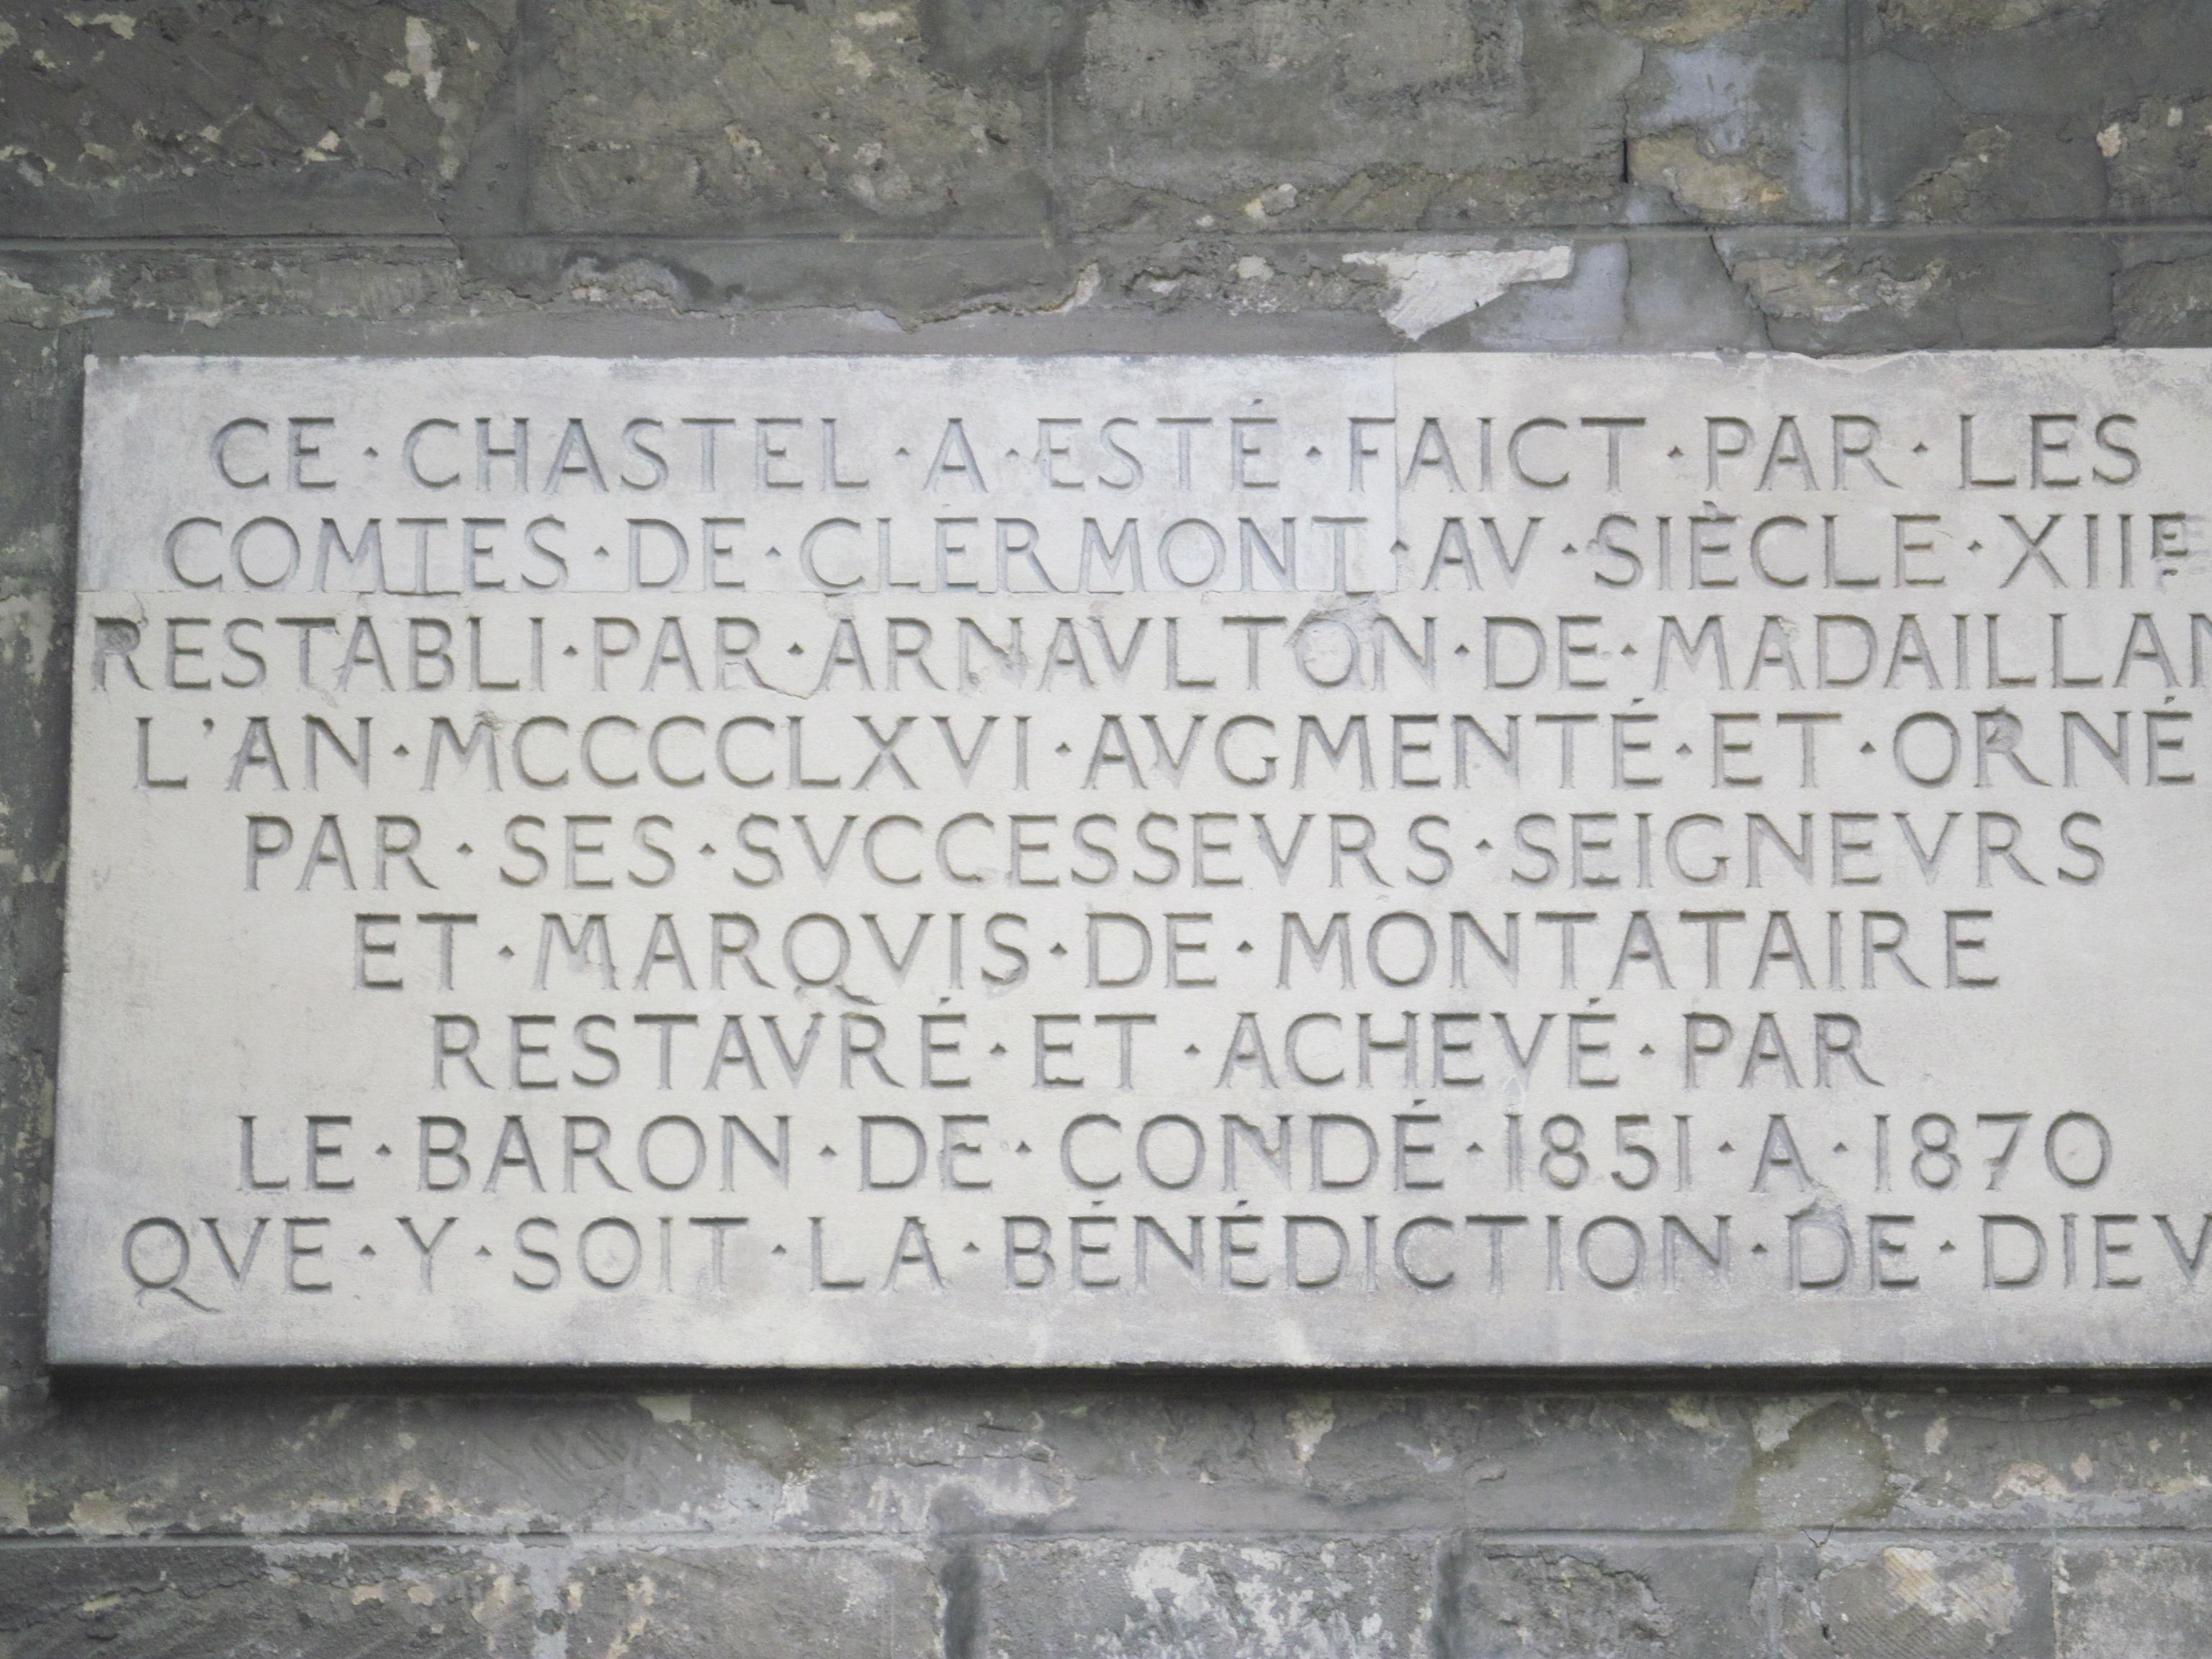 CE · CHASTEL · A · ESTÉ · FAICT · PAR · LES
COMTES · DE · CLERMONT · AV · SIÈCLE · XIIE
RESTABLI · PAR · ARNAVLTON · DE · MADAILLAN
L'AN · MCCCCLXVI · AVGMENTÉ · ET · ORNÉ
PAR · SES · SVCCESSEVRS · SEIGNEVRS
ET · MARQVIS · DE · MONTATAIRE
RESTAVRÉ · ET · ACHEVÉ · PAR
LE · BARON · DE · CONDÉ · 1851 · A · 1870
QVE · Y · SOIT · LA · BÉNÉDICTION · DE · DIEV